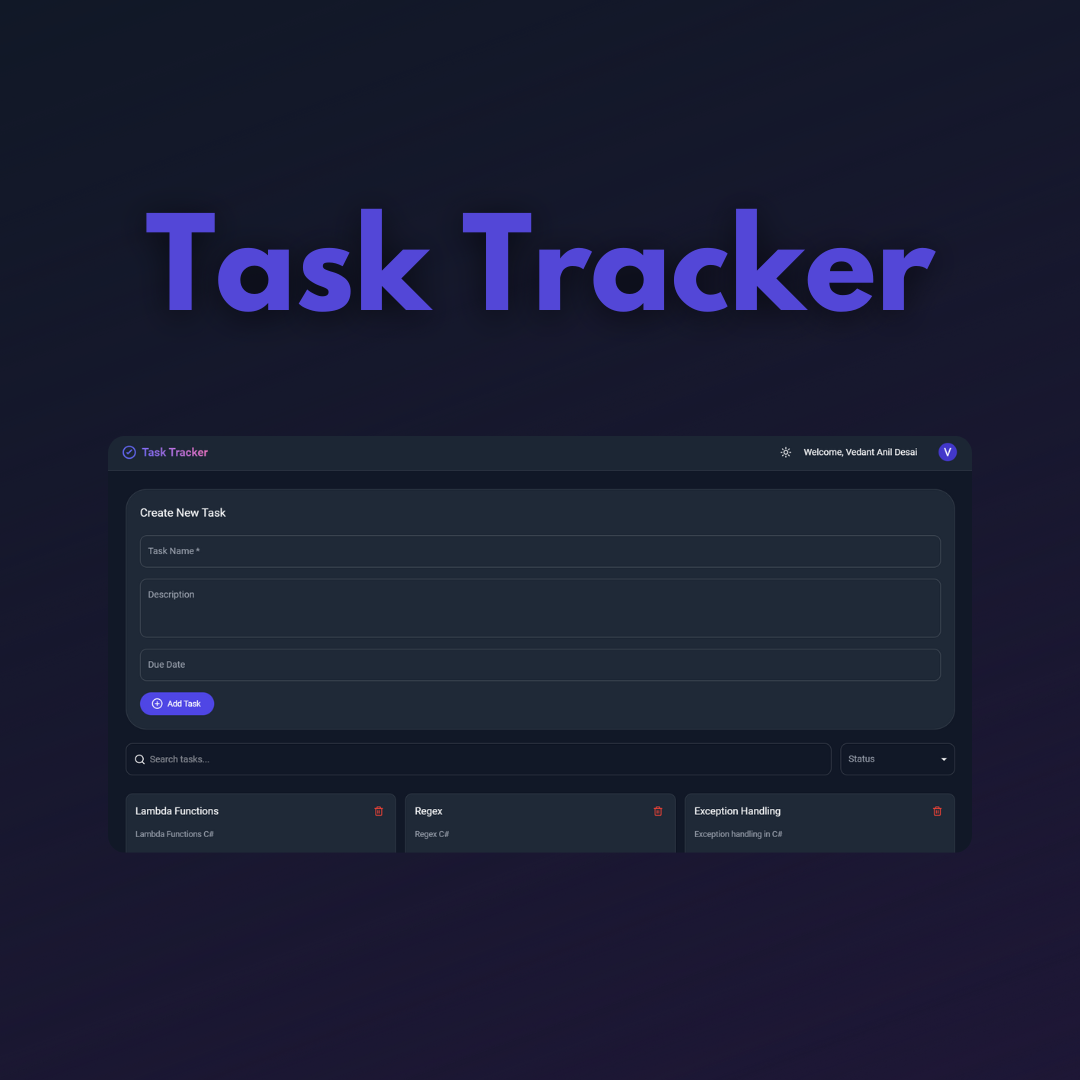 Task Tracker
Task Tracker
Welcome, Vedant Anil Desai
V
Create New Task
Task Name *
Description
Due Date
Add Task
Search tasks...
Status
Lambda Functions
Lambda Functions C#
Regex
Regex C#
Exception Handling
Exception handling in C#